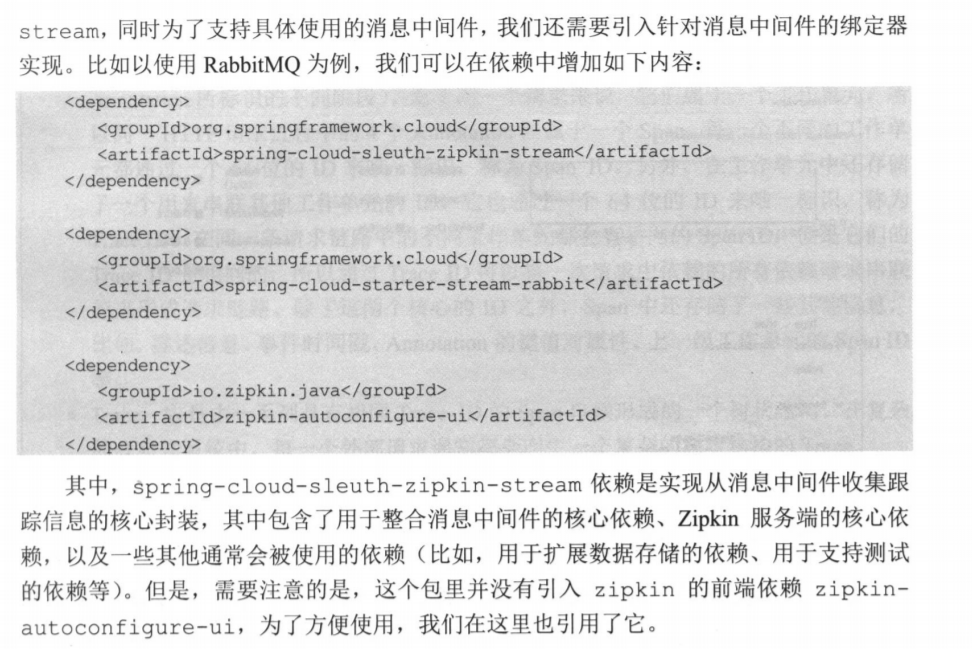 stream，同时为了支持具体使用的消息中间件，我们还需要引入针对消息中间件的绑定器
实现。比如以使用 RabbitMQ 为例，我们可以在依赖中增加如下内容：
<dependency>
<groupId>org.springframework.cloud</groupId>
<artifactId>spring-cloud-sleuth-zipkin-stream</artifactId>
</dependency>
<dependency>
<groupId>org.springframework.cloud</groupId>
<artifactId>spring-cloud-starter-stream-rabbit</artifactId>
</dependency>
<dependency>
<groupId>io.zipkin.java</groupId>
<artifactId>zipkin-autoconfigure-ui</artifactId>
</dependency>
其中，spring-cloud-sleuth-zipkin-stream 依赖是实现从消息中间件收集跟
踪信息的核心封装，其中包含了用于整合消息中间件的核心依赖、Zipkin 服务端的核心依
赖，以及一些其他通常会被使用的依赖（比如，用于扩展数据存储的依赖、用于支持测试
的依赖等）。但是，需要注意的是，这个包里并没有引入 zipkin 的前端依赖 zipkin-
autoconfigure-ui，为了方便使用，我们在这里也引用了它。